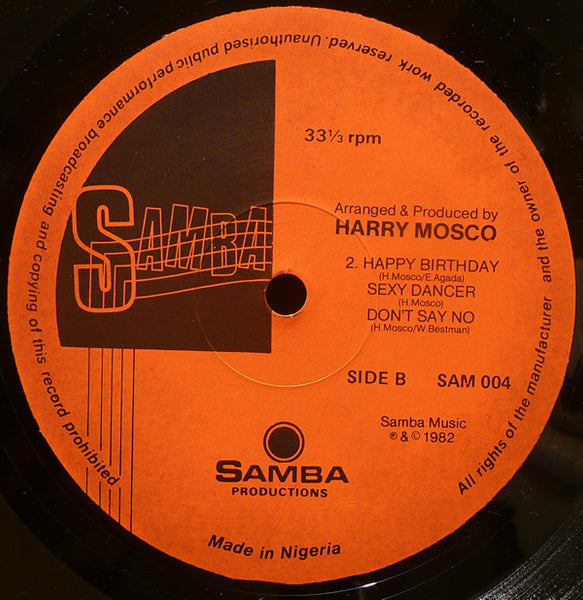 All rights of the manufacturer and the owner of the recorded work reserved. Unauthorised public performance broadcasting and copying of this record prohibited
33⅓ rpm
SAMBA
Arranged & Produced by
HARRY MOSCO
2. HAPPY BIRTHDAY
(H.Mosco/E.Agada)
SEXY DANCER
(H.Mosco)
DON'T SAY NO
(H.Mosco/W.Bestman)
SIDE B SAM 004
Samba Music
℗ & © 1982
SAMBA
PRODUCTIONS
Made in Nigeria